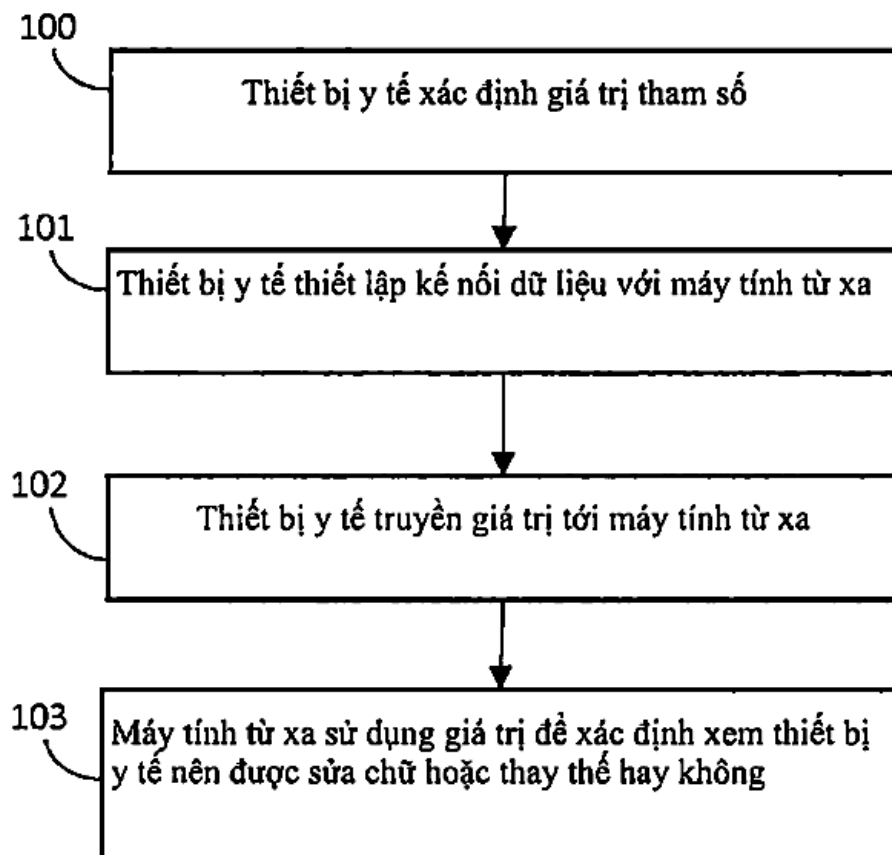 100
Thiết bị y tế xác định giá trị tham số
101
Thiết bị y tế thiết lập kế nối dữ liệu với máy tính từ xa
102
Thiết bị y tế truyền giá trị tới máy tính từ xa
103
Máy tính từ xa sử dụng giá trị để xác định xem thiết bị
y tế nên được sửa chữ hoặc thay thế hay không